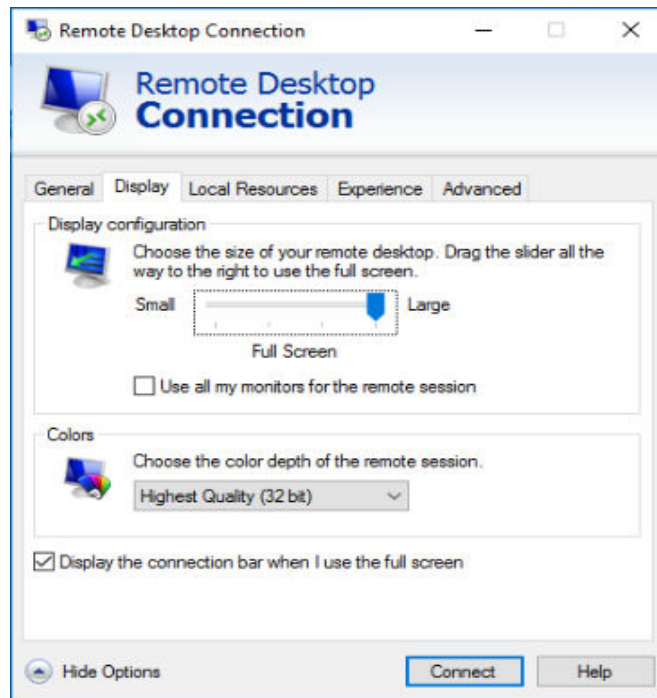 Remote Desktop Connection
Remote Desktop
Connection
General Display Local Resources Experience Advanced
Display configuration
Choose the size of your remote desktop. Drag the slider all the
way to the right to use the full screen.
Small Large
Full Screen
Use all my monitors for the remote session
Colors
Choose the color depth of the remote session.
Highest Quality (32 bit)
Display the connection bar when I use the full screen
Hide Options Connect Help